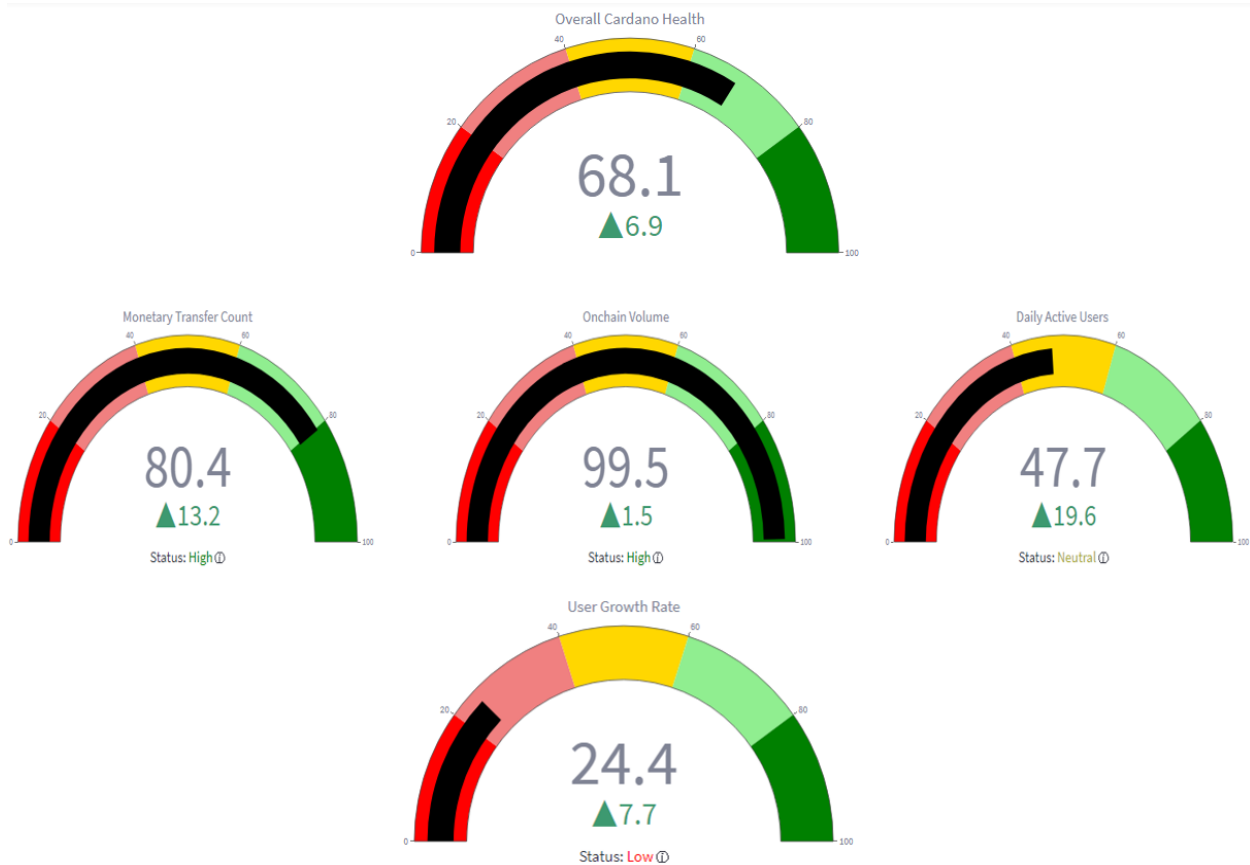 Overall Cardano Health
40 60
20 80
68.1
▲6.9
0 100
Monetary Transfer Count
40 60
20 80
80.4
▲13.2
0 100
Status: High ⓘ
Onchain Volume
40 60
20 80
99.5
▲1.5
0 100
Status: High ⓘ
Daily Active Users
40 60
20 80
47.7
▲19.6
0 100
Status: Neutral ⓘ
User Growth Rate
40 60
20 80
24.4
▲7.7
0 100
Status: Low ⓘ